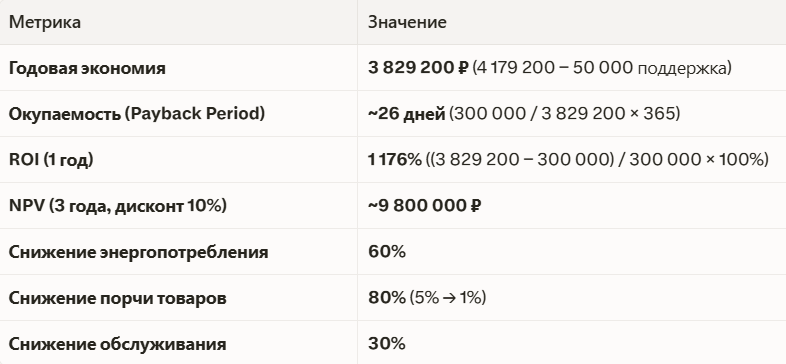 Метрика Значение
Годовая экономия 3 829 200 ₽ (4 179 200 – 50 000 поддержка)
Окупаемость (Payback Period) ~26 дней (300 000 / 3 829 200 × 365)
ROI (1 год) 1 176% ((3 829 200 – 300 000) / 300 000 × 100%)
NPV (3 года, дисконт 10%) ~9 800 000 ₽
Снижение энергопотребления 60%
Снижение порчи товаров 80% (5% → 1%)
Снижение обслуживания 30%